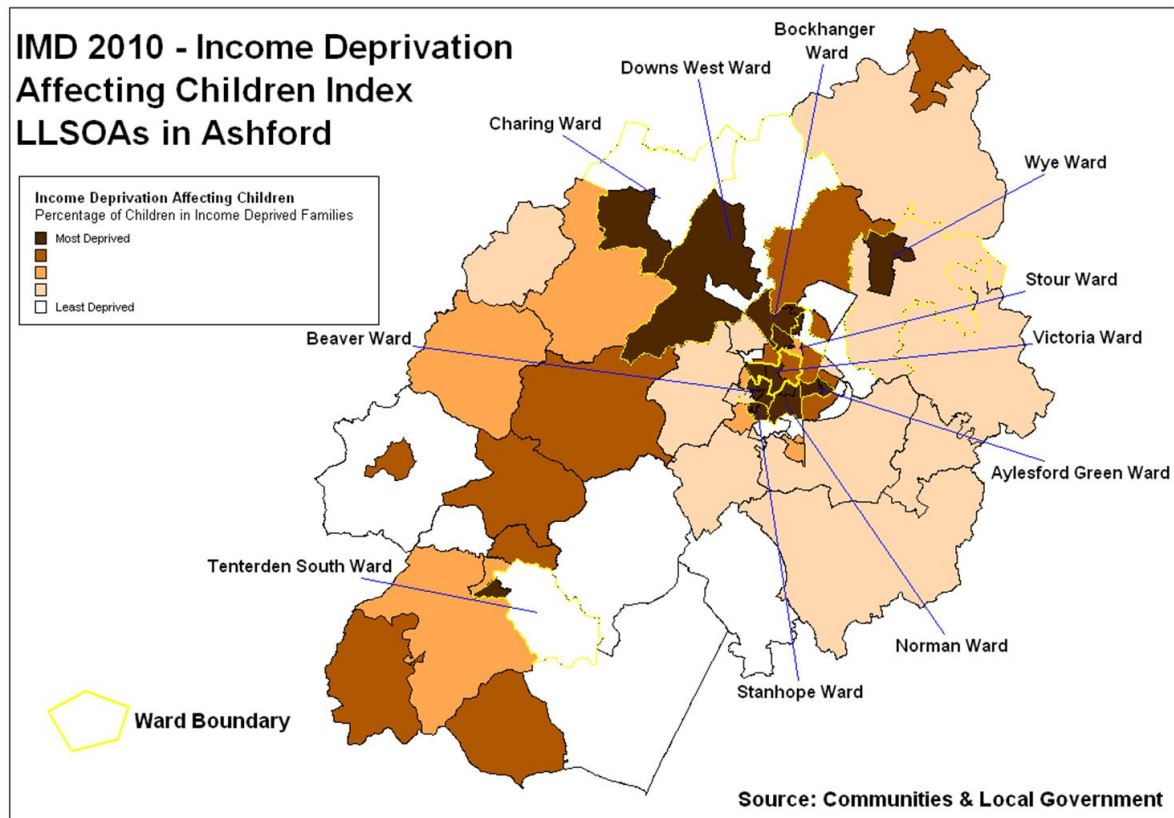 IMD 2010 - Income Deprivation
Affecting Children Index
LLSOAs in Ashford
Income Deprivation Affecting Children
Percentage of Children in Income Deprived Families
Most Deprived
Least Deprived
Bockhanger
Ward
Downs West Ward
Charing Ward
Wye Ward
Stour Ward
Beaver Ward
Victoria Ward
Aylesford Green Ward
Tenterden South Ward
Norman Ward
Stanhope Ward
Ward Boundary
Source: Communities & Local Government